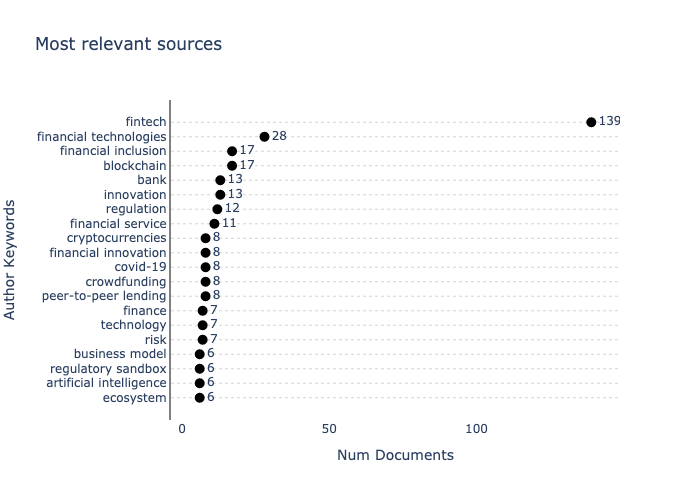 Most relevant sources
Author Keywords
fintech 139
financial technologies 28
financial inclusion 17
blockchain 17
bank 13
innovation 13
regulation 12
financial service 11
cryptocurrencies 8
financial innovation 8
covid-19 8
crowdfunding 8
peer-to-peer lending 8
finance 7
technology 7
risk 7
business model 6
regulatory sandbox 6
artificial intelligence 6
ecosystem 6
0 50 100
Num Documents